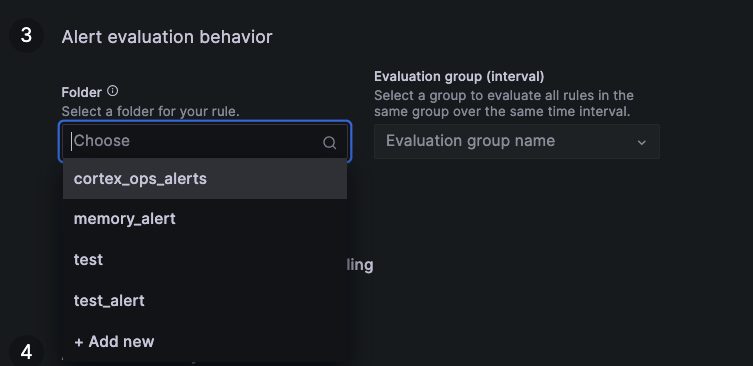 3
Alert evaluation behavior
Folder
Select a folder for your rule.
Choose
Evaluation group (interval)
Select a group to evaluate all rules in the
same group over the same time interval.
Evaluation group name
cortex_ops_alerts
memory_alert
test
test_alert
+ Add new
ling
4